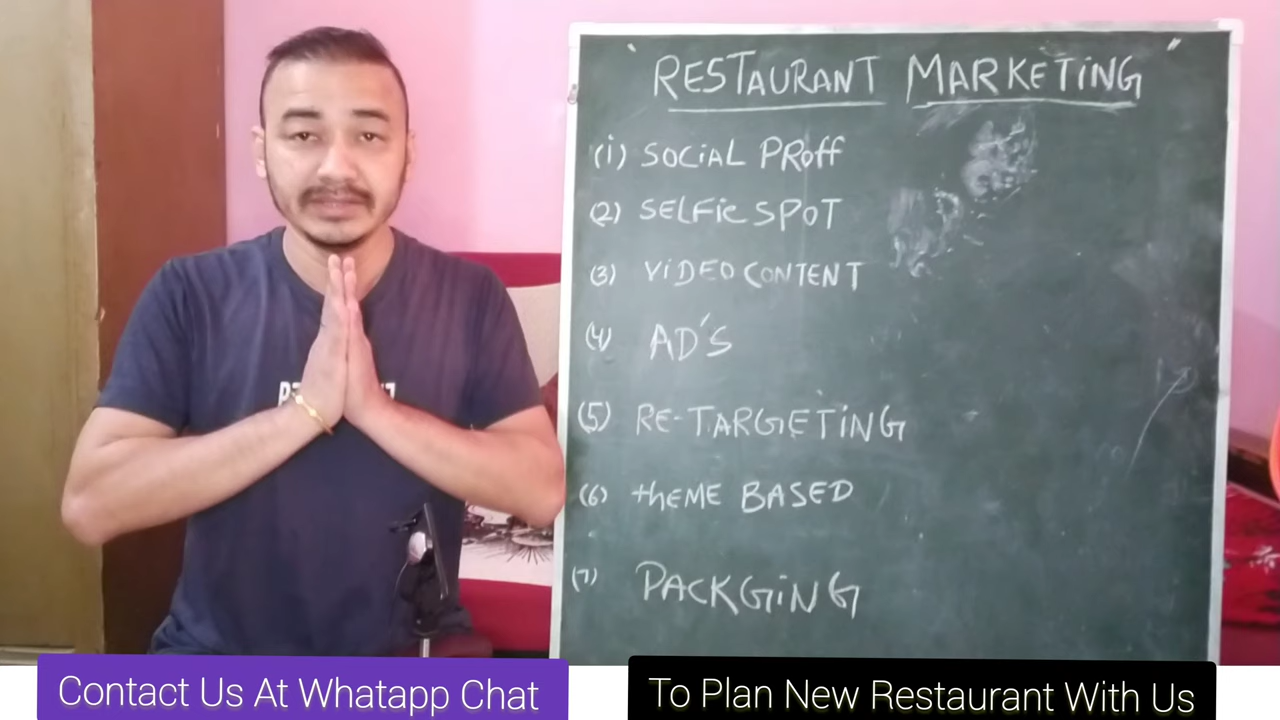 " RESTAURANT MARKETING "
(1) SOCIAL PROFF
(2) SELFIE SPOT
(3) VIDEO CONTENT
(4) AD'S
(5) RE-TARGETING
(6) THEME BASED
(7) PACKGING
Contact Us At Whatapp Chat
To Plan New Restaurant With Us